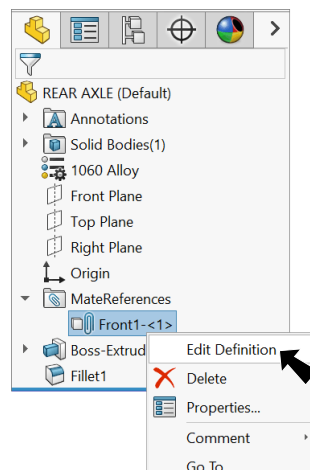 REAR AXLE (Default)
Annotations
Solid Bodies(1)
1060 Alloy
Front Plane
Top Plane
Right Plane
Origin
MateReferences
Front1-<1>
Boss-Extrud
Fillet1
Edit Definition
Delete
Properties...
Comment
Go To